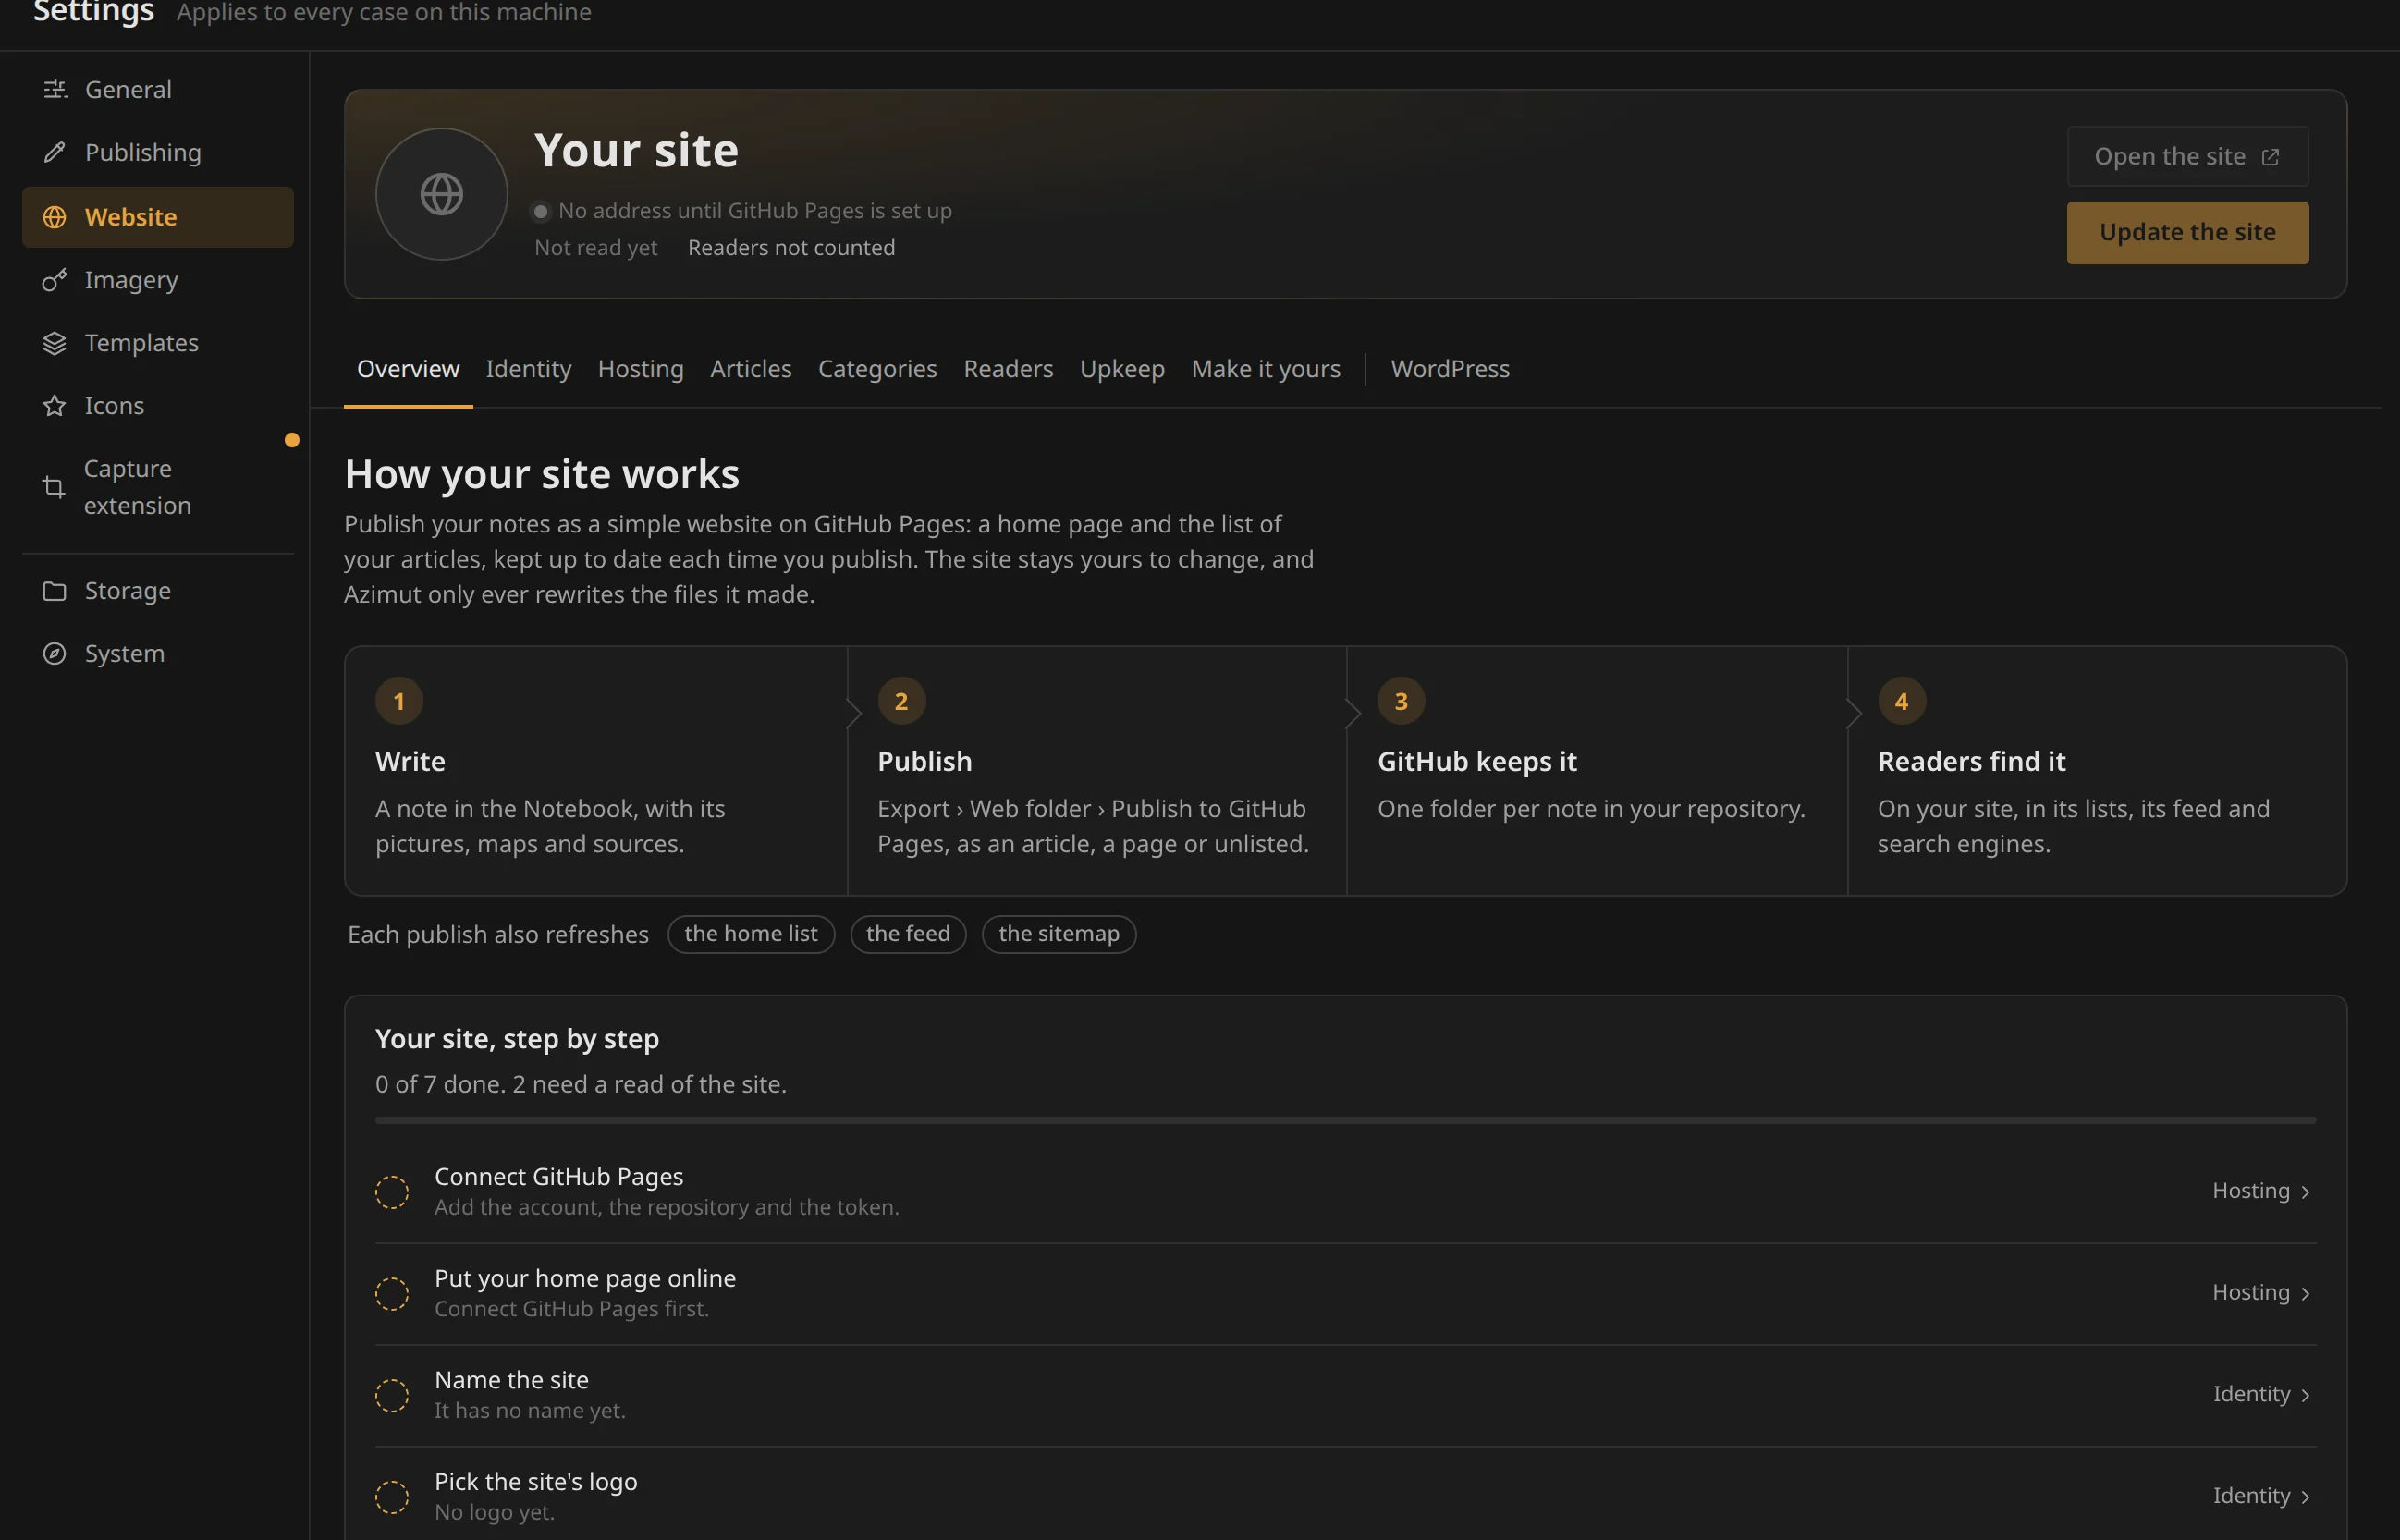 Settings Applies to every case on this machine
General
Publishing
Website
Imagery
Templates
Icons
Capture
extension
Storage
System
Your site
No address until GitHub Pages is set up
Not read yet Readers not counted
Open the site
Update the site
Overview Identity Hosting Articles Categories Readers Upkeep Make it yours WordPress
How your site works
Publish your notes as a simple website on GitHub Pages: a home page and the list of
your articles, kept up to date each time you publish. The site stays yours to change, and
Azimut only ever rewrites the files it made.
1
Write
A note in the Notebook, with its
pictures, maps and sources.
2
Publish
Export › Web folder › Publish to GitHub
Pages, as an article, a page or unlisted.
3
GitHub keeps it
One folder per note in your repository.
4
Readers find it
On your site, in its lists, its feed and
search engines.
Each publish also refreshes the home list the feed the sitemap
Your site, step by step
0 of 7 done. 2 need a read of the site.
Connect GitHub Pages
Add the account, the repository and the token.
Hosting
Put your home page online
Connect GitHub Pages first.
Hosting
Name the site
It has no name yet.
Identity
Pick the site's logo
No logo yet.
Identity